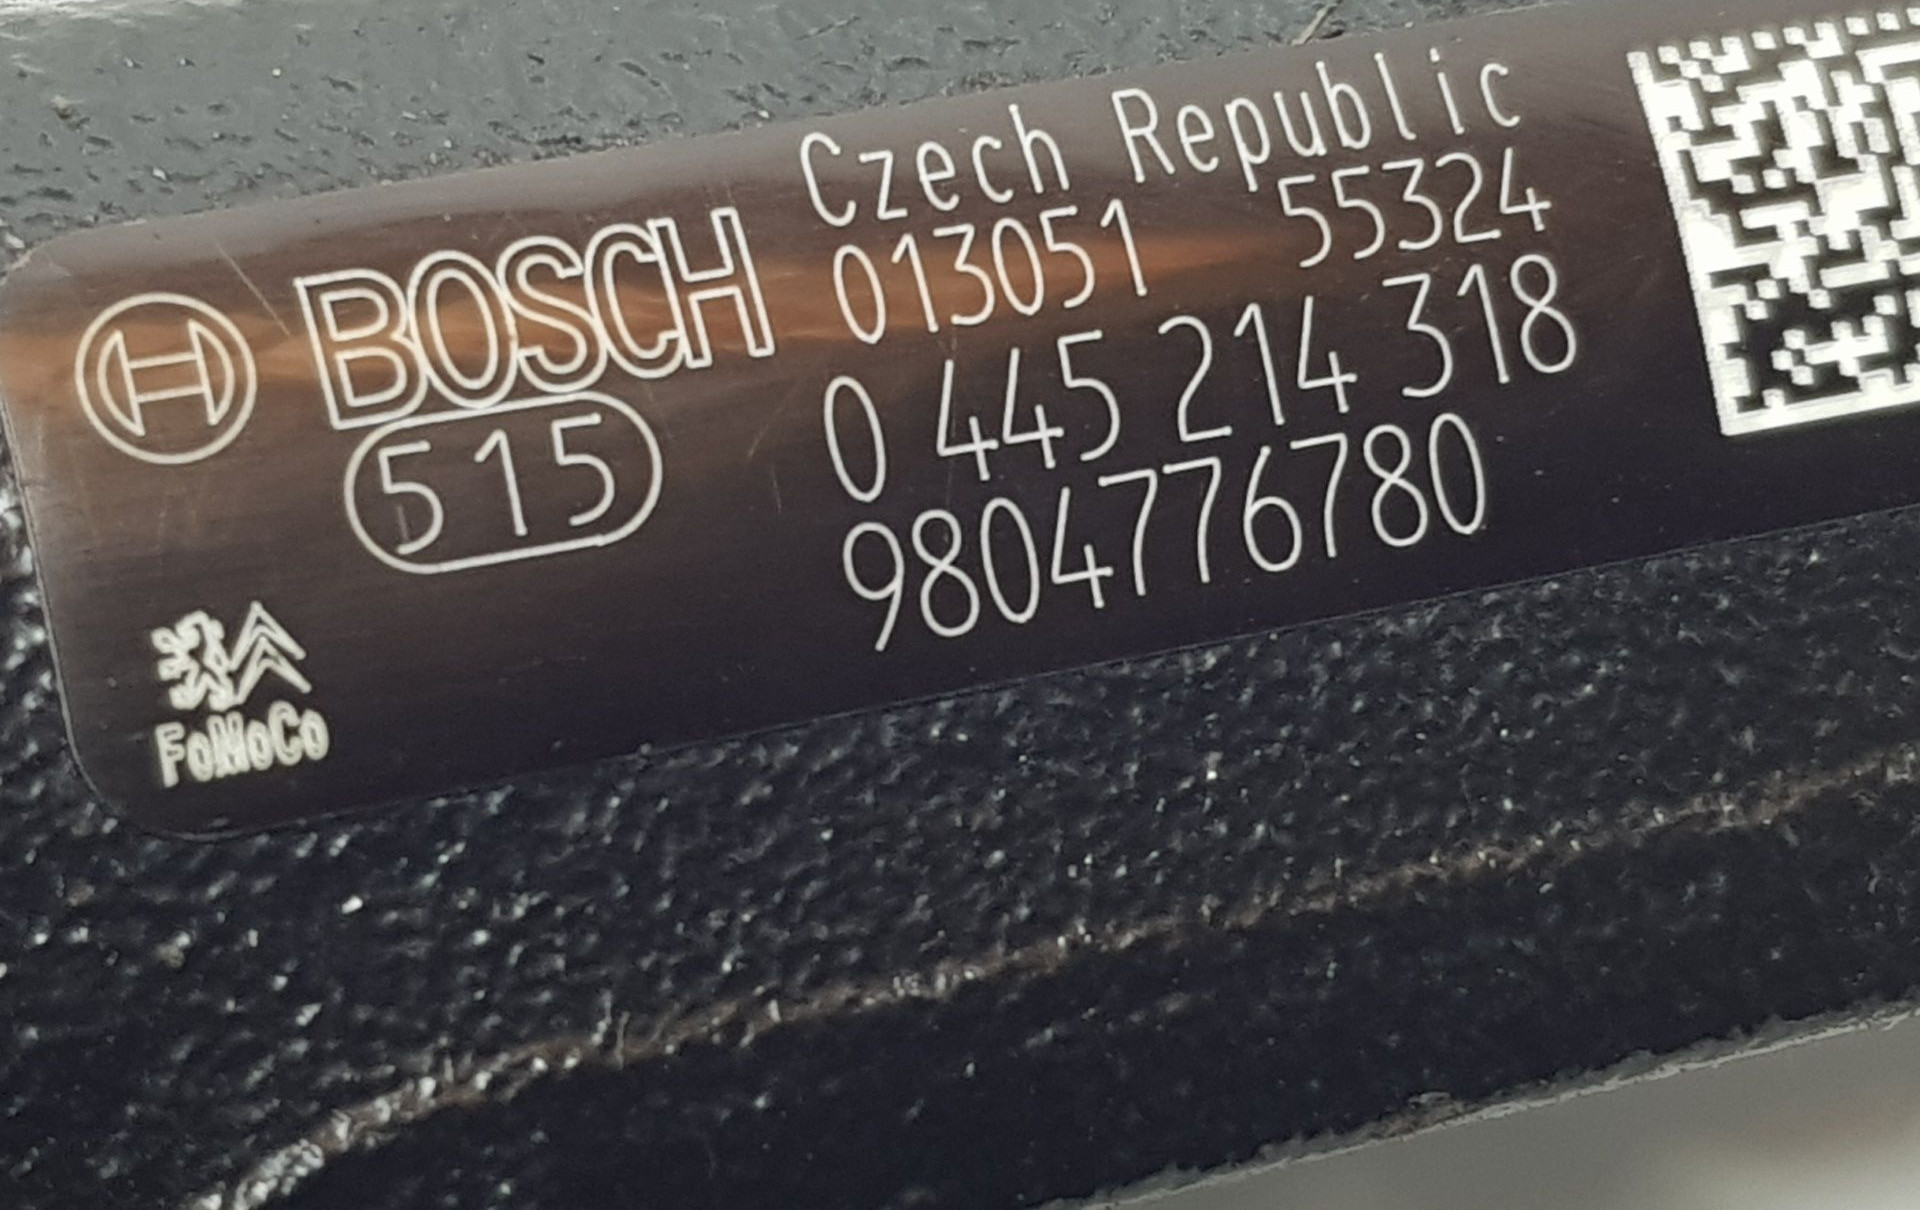 Czech Republic
BOSCH 013051 55324
515 0 445 214 318
9804776780
FoMoCo